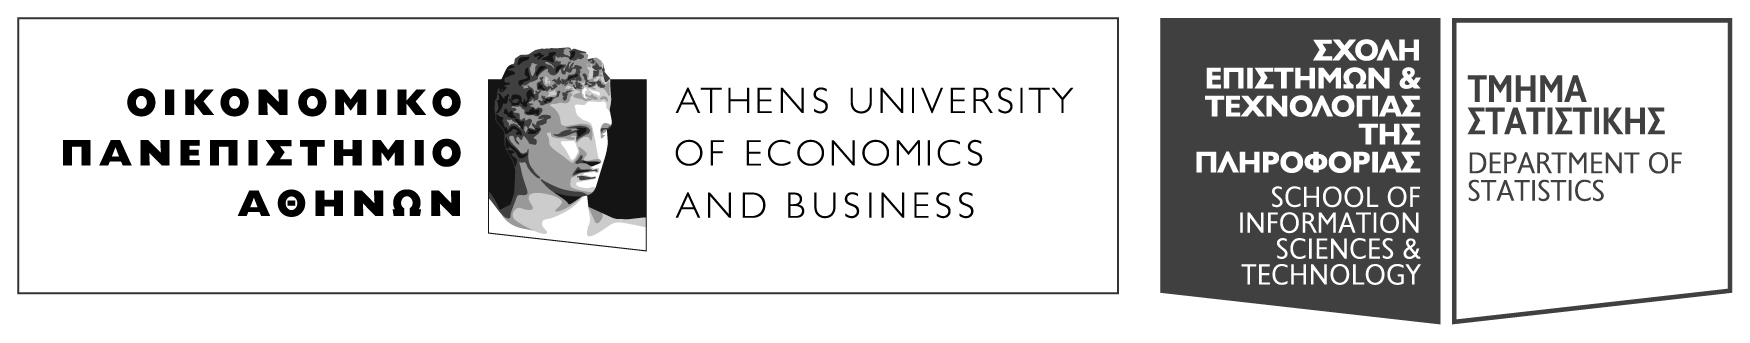 ΟΙΚΟΝΟΜΙΚΟ
ΠΑΝΕΠΙΣΤΗΜΙΟ
ΑΘΗΝΩΝ
ATHENS UNIVERSITY
OF ECONOMICS
AND BUSINESS
ΣΧΟΛΗ
ΕΠΙΣΤΗΜΩΝ &
ΤΕΧΝΟΛΟΓΙΑΣ
ΤΗΣ
ΠΛΗΡΟΦΟΡΙΑΣ
SCHOOL OF
INFORMATION
SCIENCES &
TECHNOLOGY
ΤΜΗΜΑ
ΣΤΑΤΙΣΤΙΚΗΣ
DEPARTMENT OF
STATISTICS